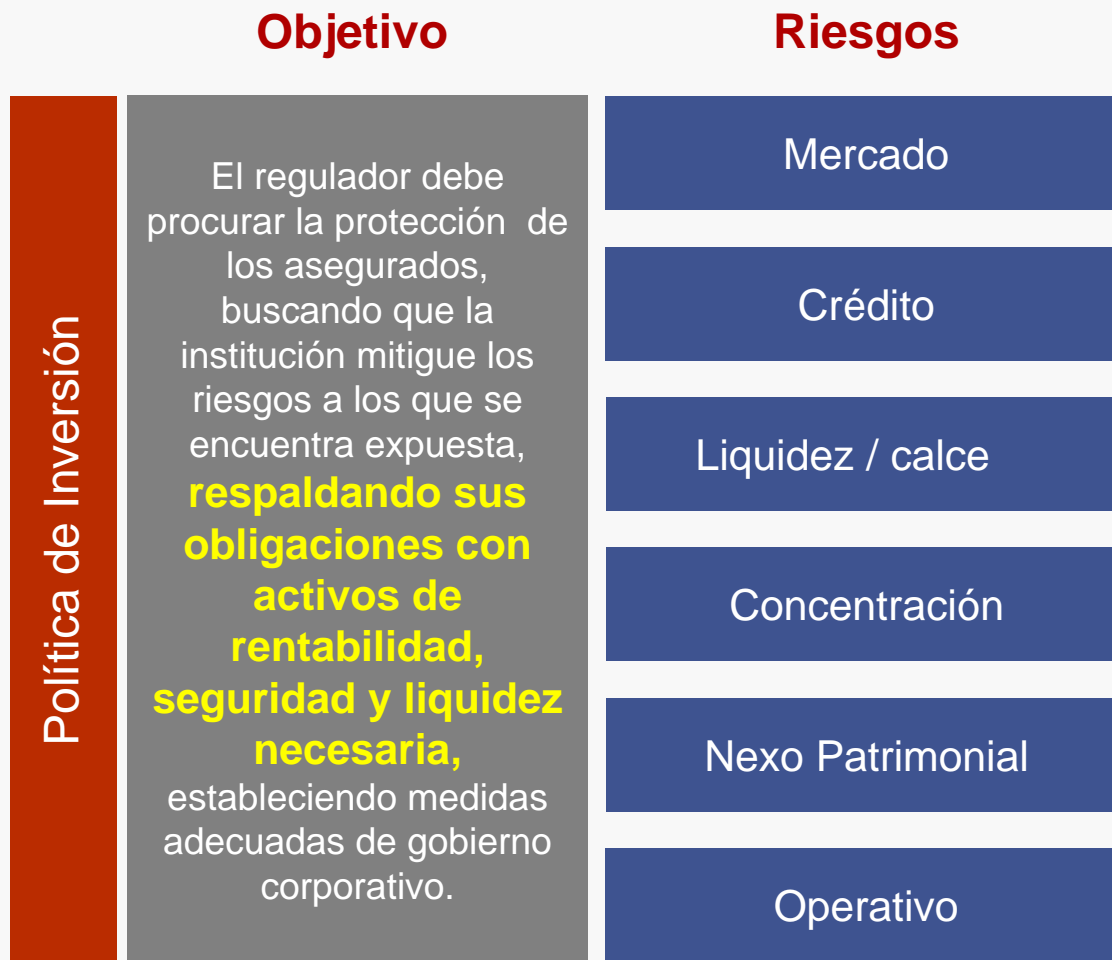 Objetivo
Riesgos
Política de Inversión
El regulador debe
procurar la protección  de
los asegurados,
buscando que la
institución mitigue los
riesgos a los que se
encuentra expuesta,
respaldando sus
obligaciones con
activos de
rentabilidad,
seguridad y liquidez
necesaria,
estableciendo medidas
adecuadas de gobierno
corporativo.
Mercado
Crédito
Liquidez / calce
Concentración
Nexo Patrimonial
Operativo